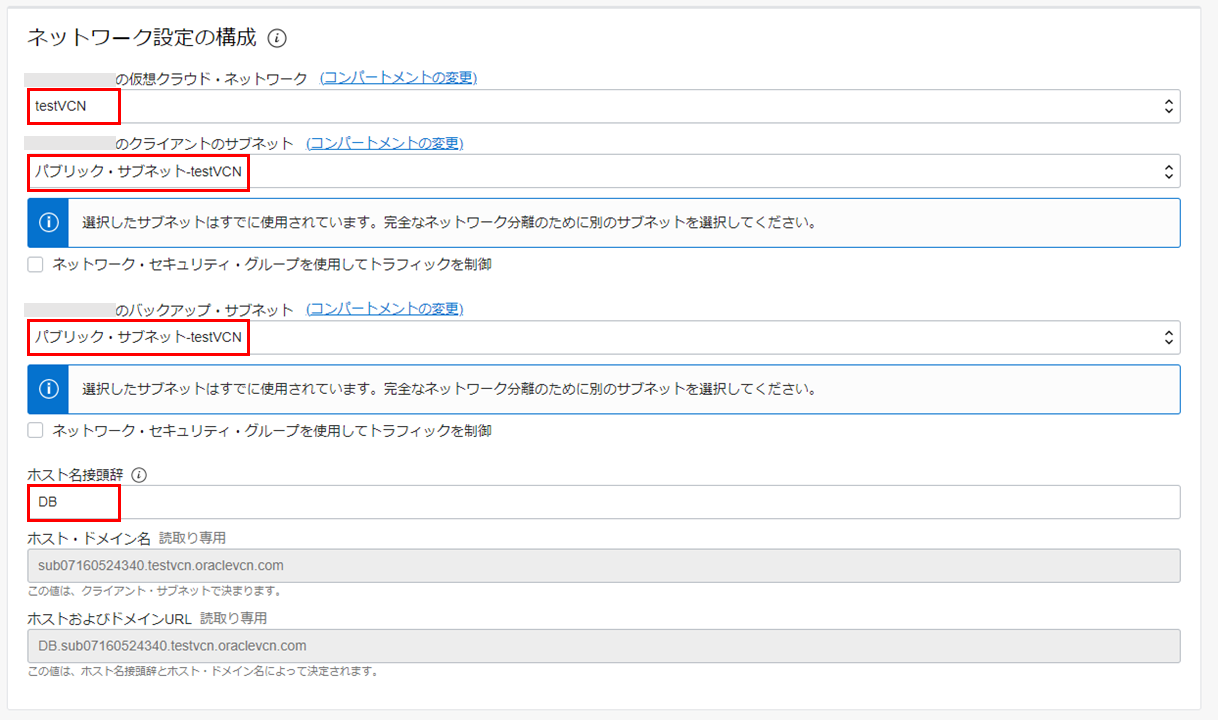 ネットワーク設定の構成
の仮想クラウド・ネットワーク (コンパートメントの変更)
testVCN
のクライアントのサブネット (コンパートメントの変更)
パブリック・サブネット-testVCN
選択したサブネットはすでに使用されています。完全なネットワーク分離のために別のサブネットを選択してください。
ネットワーク・セキュリティ・グループを使用してトラフィックを制御
のバックアップ・サブネット (コンパートメントの変更)
パブリック・サブネット-testVCN
選択したサブネットはすでに使用されています。完全なネットワーク分離のために別のサブネットを選択してください。
ネットワーク・セキュリティ・グループを使用してトラフィックを制御
ホスト名接頭辞
DB
ホスト・ドメイン名 読取り専用
sub07160524340.testvcn.oraclevcn.com
この値は、クライアント・サブネットで決まります。
ホストおよびドメインURL 読取り専用
DB.sub07160524340.testvcn.oraclevcn.com
この値は、ホスト名接頭辞とホスト・ドメイン名によって決定されます。